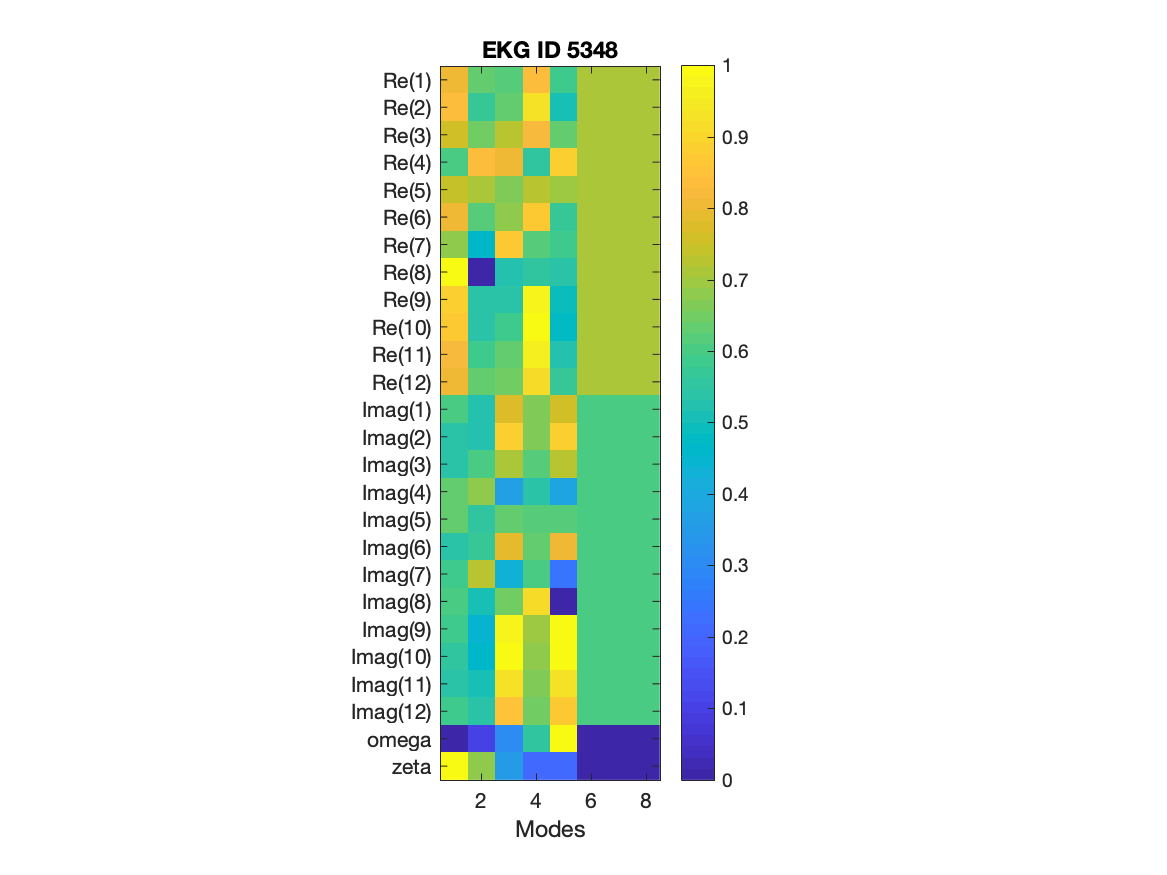 EKG ID 5348
Re(1)
Re(2)
Re(3)
Re(4)
Re(5)
Re(6)
Re(7)
Re(8)
Re(9)
Re(10)
Re(11)
Re(12)
Imag(1)
Imag(2)
Imag(3)
Imag(4)
Imag(5)
Imag(6)
Imag(7)
Imag(8)
Imag(9)
Imag(10)
Imag(11)
Imag(12)
omega
zeta
2 4 6 8
Modes
1
0.9
0.8
0.7
0.6
0.5
0.4
0.3
0.2
0.1
0